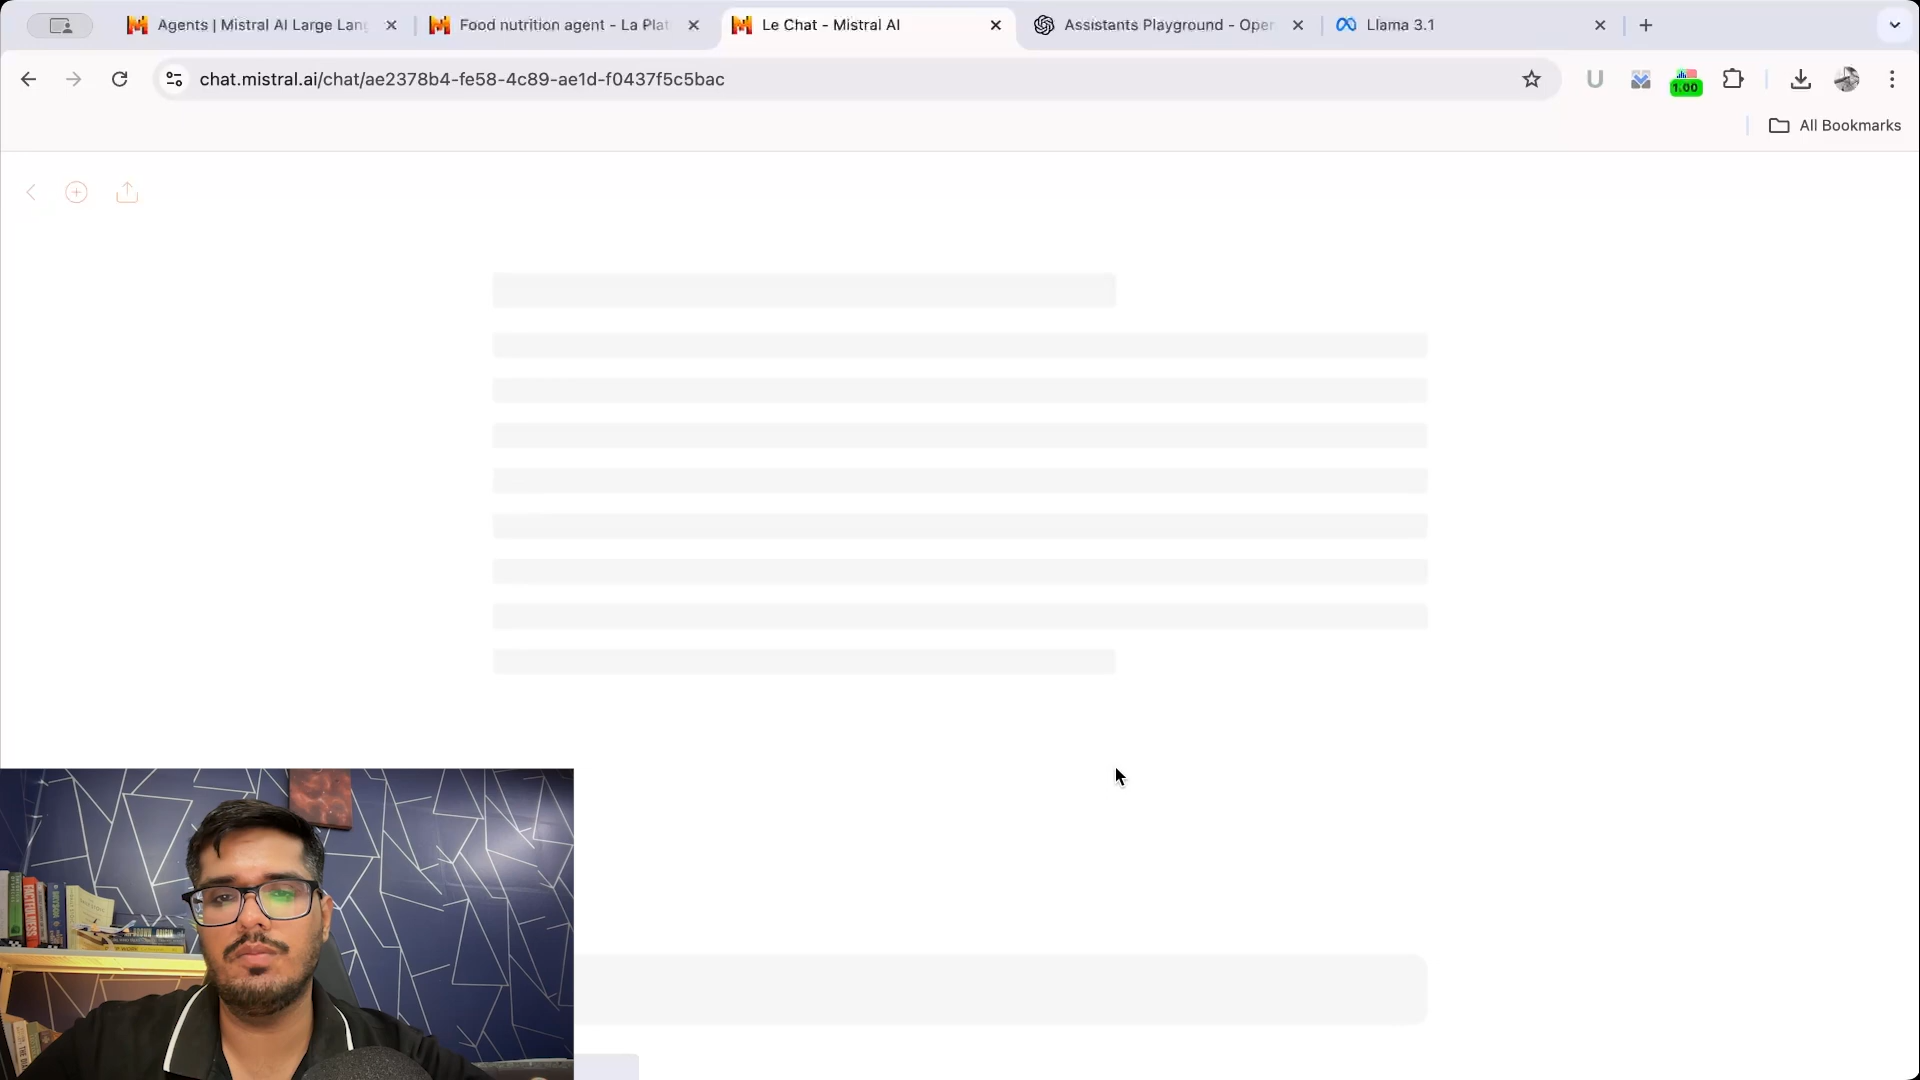 Agents | Mistral AI Large Lang
Food nutrition agent - La Plat
Le Chat - Mistral AI
Assistants Playground - Oper
Llama 3.1
chat.mistral.ai/chat/ae2378b4-fe58-4c89-ae1d-f0437f5c5bac
1.00
All Bookmarks
FACTFULNESS